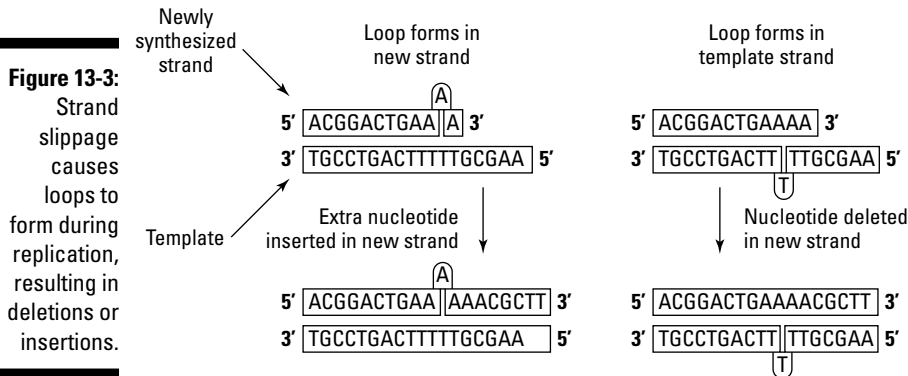 Figure 13-3:
Strand
slippage
causes
loops to
form during
replication,
resulting in
deletions or
insertions.
Newly
synthesized
strand
Template
Loop forms in
new strand
A
5′ ACGGACTGAA A 3′
3′ TGCCTGACTTTTTGCGAA 5′
Extra nucleotide
inserted in new strand
A
5′ ACGGACTGAA AAACGCTT 3′
3′ TGCCTGACTTTTTGCGAA 5′
Loop forms in
template strand
5′ ACGGACTGAAAA 3′
3′ TGCCTGACTT TTGCGAA 5′
T
Nucleotide deleted
in new strand
5′ ACGGACTGAAAACGCTT 3′
3′ TGCCTGACTT TTGCGAA 5′
T